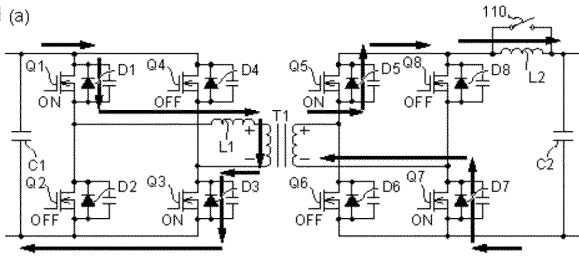 (a)
110
Q1 D1 Q4 D4 Q5 D5 Q8 D8
ON OFF ON OFF
L2
T1
L1
+ +
- -
C1 C2
Q2 D2 Q3 D3 Q6 D6 Q7 D7
OFF ON OFF ON